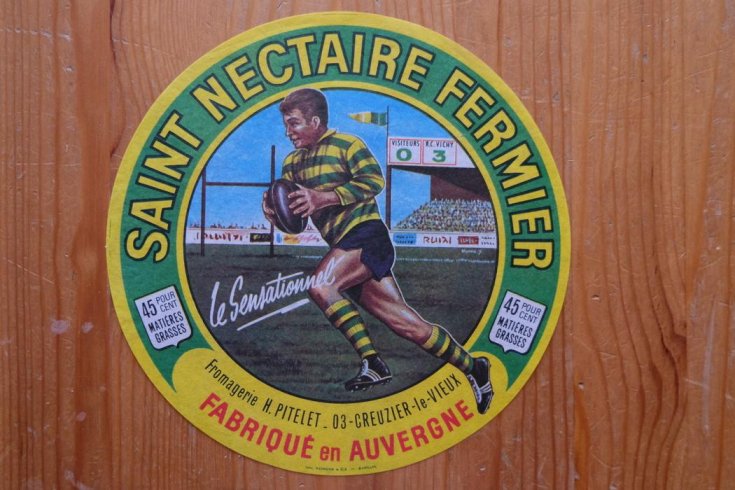 SAINT NECTAIRE FERMIER
VISITEURS R.C. VICHY
0 3
Le Sensationnel
45 POUR CENT
MATIÈRES
GRASSES
45 POUR CENT
MATIÈRES
GRASSES
Fromagerie H. PITELET _ 03-CREUZIER-le-VIEUX
FABRIQUÉ en AUVERGNE